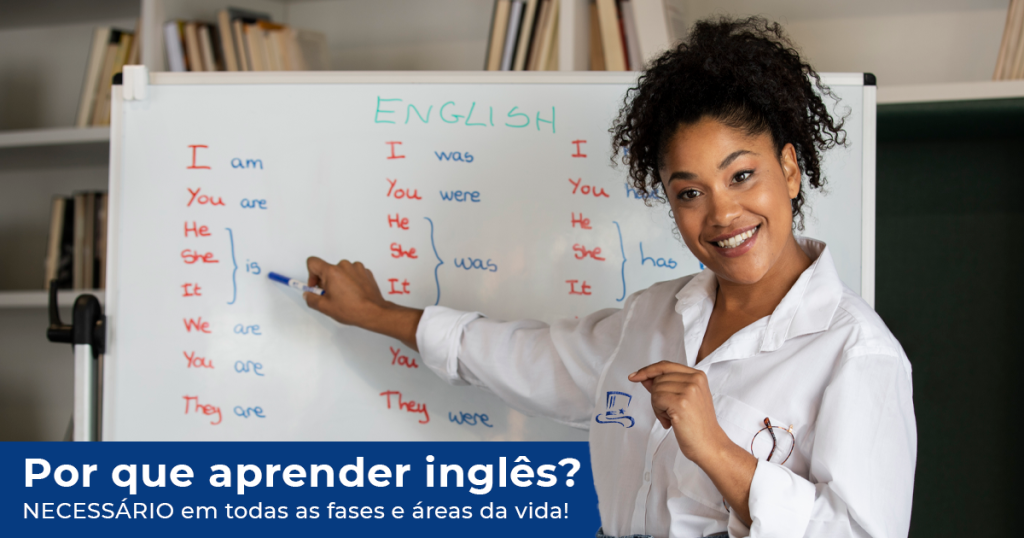 ENGLISH
I am
You are
He
She
It
is
We are
You are
They are
I was
You were
He
She
It
was
You
They were
I
You
He
She
It
has
Por que aprender inglês?
NECESSÁRIO em todas as fases e áreas da vida!